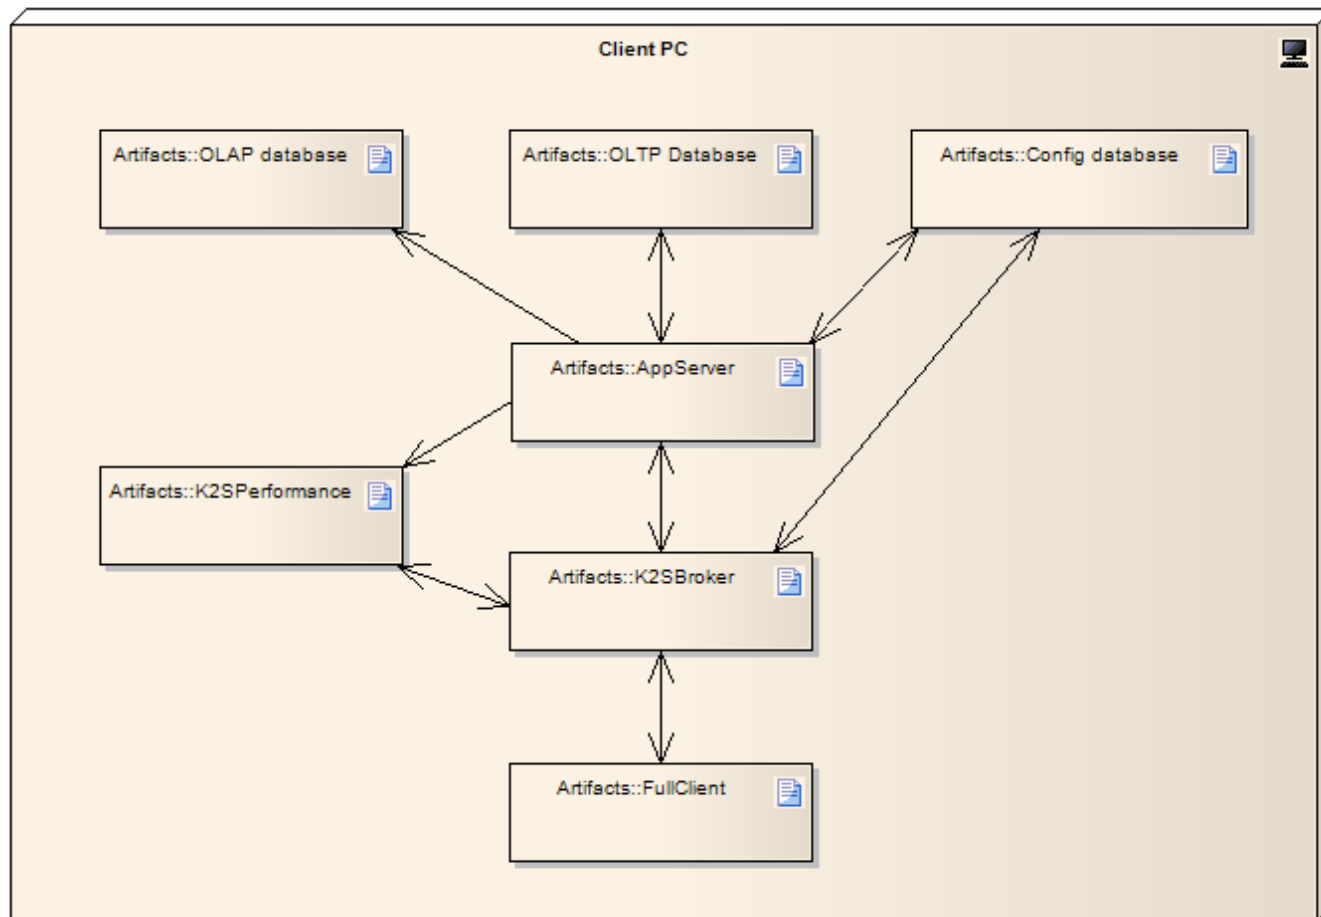 Client PC
Artifacts::OLAP database
Artifacts::OLTP Database
Artifacts::Config database
Artifacts::AppServer
Artifacts::K2SPerformance
Artifacts::K2SBroker
Artifacts::FullClient